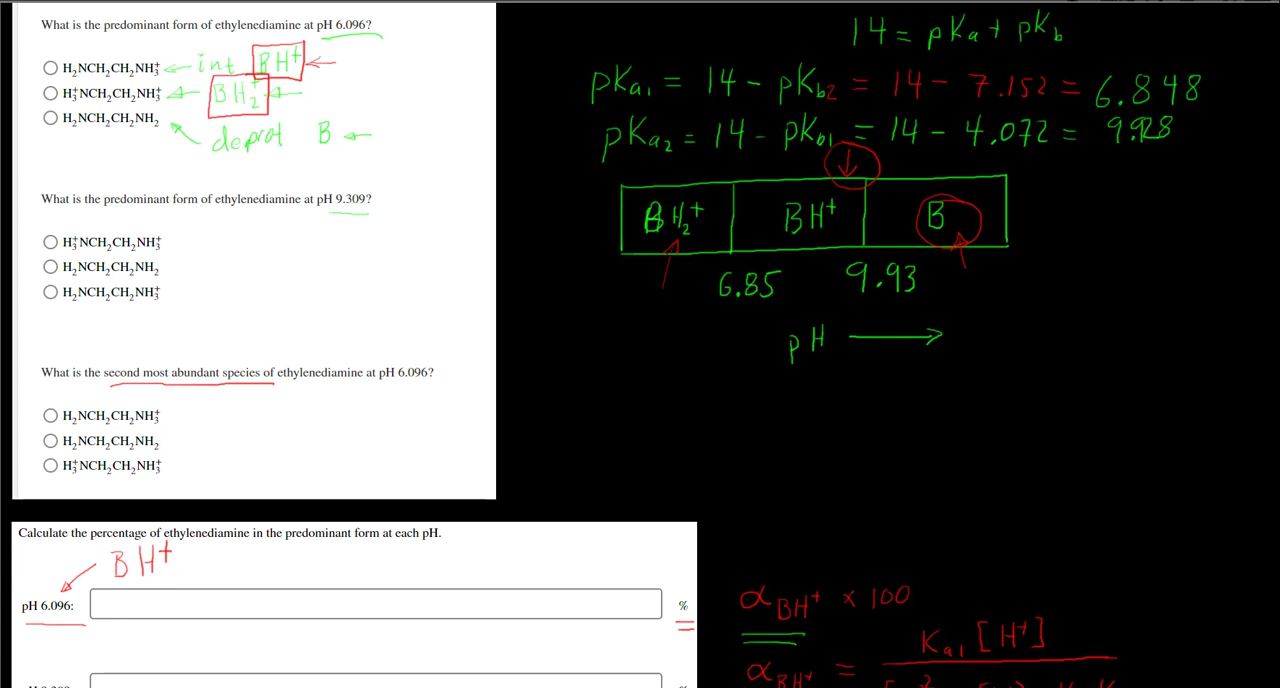 What is the predominant form of ethylenediamine at pH 6.096?
H₂NCH₂CH₂NH₃⁺ ← int BH⁺ ←
H₃⁺NCH₂CH₂NH₃⁺ ← BH₂⁺ ←
H₂NCH₂CH₂NH₂
deprot B ←
What is the predominant form of ethylenediamine at pH 9.309?
H₃⁺NCH₂CH₂NH₃⁺
H₂NCH₂CH₂NH₂
H₂NCH₂CH₂NH₃⁺
What is the second most abundant species of ethylenediamine at pH 6.096?
H₂NCH₂CH₂NH₃⁺
H₂NCH₂CH₂NH₂
H₃⁺NCH₂CH₂NH₃⁺
Calculate the percentage of ethylenediamine in the predominant form at each pH.
BH⁺
pH 6.096: %
14 = pKa + pKb
pKa₁ = 14 - pKb₂ = 14 - 7.152 = 6.848
pKa₂ = 14 - pKb₁ = 14 - 4.072 = 9.928
BH₂⁺ BH⁺ B
6.85 9.93
pH →
α BH⁺ × 100
Ka₁ [H⁺]
α BH⁺ =